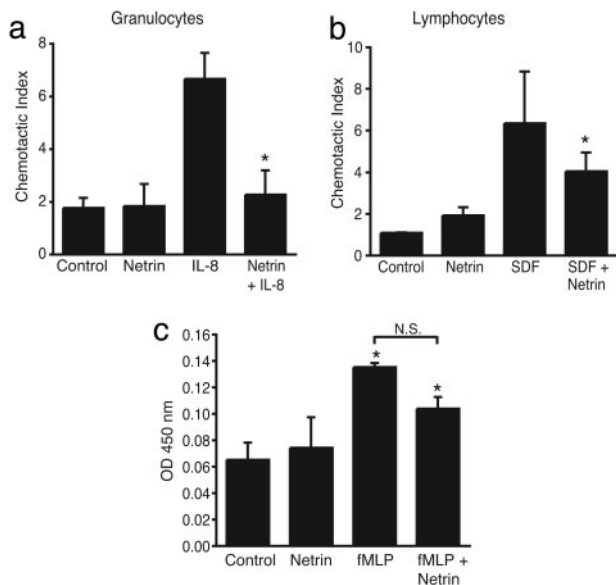 a
Granulocytes
Chemotactic Index
8
6
4
2
0
Control
Netrin
IL-8
Netrin
+ IL-8
*
b
Lymphocytes
Chemotactic Index
10
8
6
4
2
0
Control
Netrin
SDF
SDF +
Netrin
*
c
OD 450 nm
0.16
0.14
0.12
0.10
0.08
0.06
0.04
0.02
0.00
N.S.
*
*
Control
Netrin
fMLP
fMLP +
Netrin